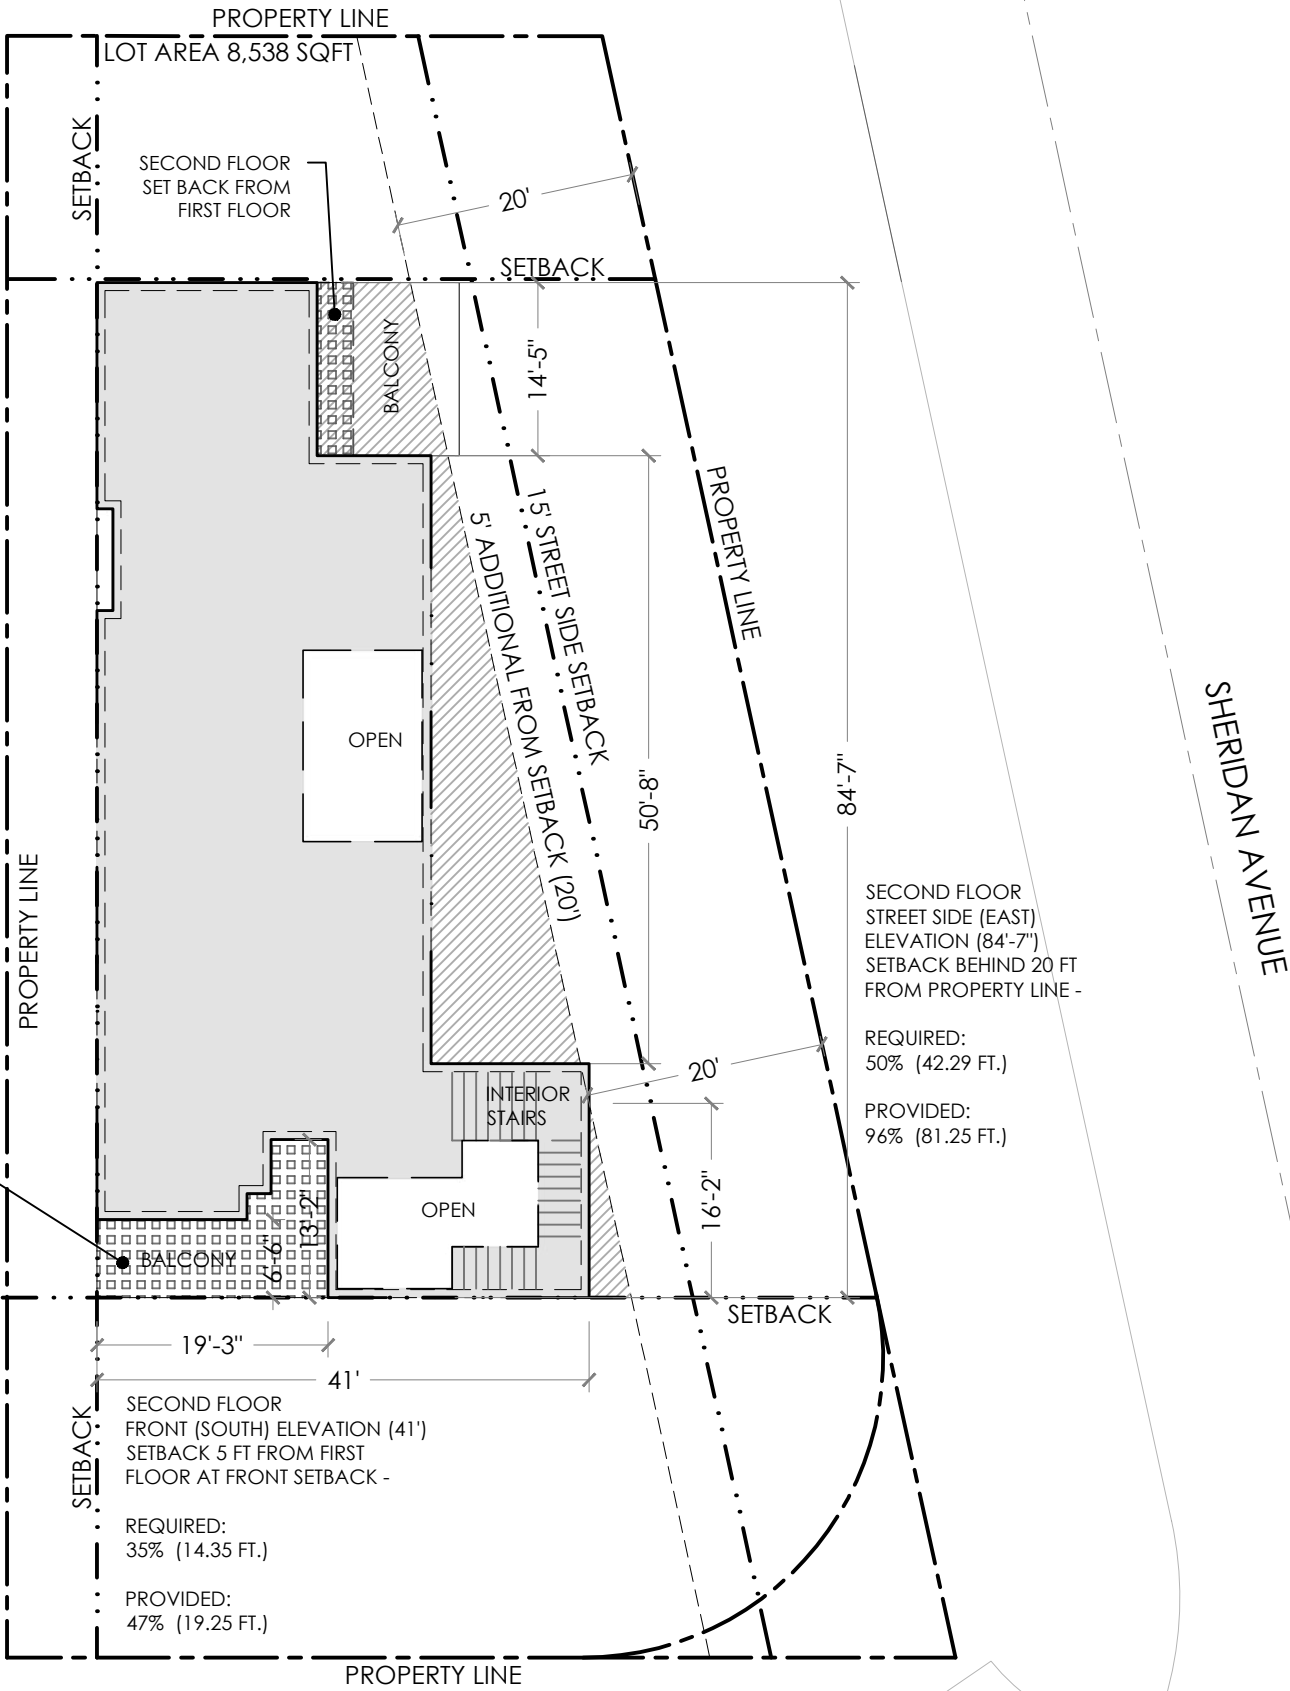 PROPERTY LINE
LOT AREA 8,538 SQFT
SETBACK
SECOND FLOOR
SET BACK FROM
FIRST FLOOR
20'
SETBACK
BALCONY
14'-5"
PROPERTY LINE
15' STREET SIDE SETBACK
5' ADDITIONAL FROM SETBACK (20')
OPEN
50'-8"
84'-7"
SHERIDAN AVENUE
PROPERTY LINE
SECOND FLOOR
STREET SIDE (EAST)
ELEVATION (84'-7")
SETBACK BEHIND 20 FT
FROM PROPERTY LINE -
REQUIRED:
50% (42.29 FT.)
PROVIDED:
96% (81.25 FT.)
20'
INTERIOR
STAIRS
16'-2"
13'-2"
OPEN
6'-6"
BALCONY
SETBACK
19'-3"
41'
SETBACK
SECOND FLOOR
FRONT (SOUTH) ELEVATION (41')
SETBACK 5 FT FROM FIRST
FLOOR AT FRONT SETBACK -
REQUIRED:
35% (14.35 FT.)
PROVIDED:
47% (19.25 FT.)
PROPERTY LINE